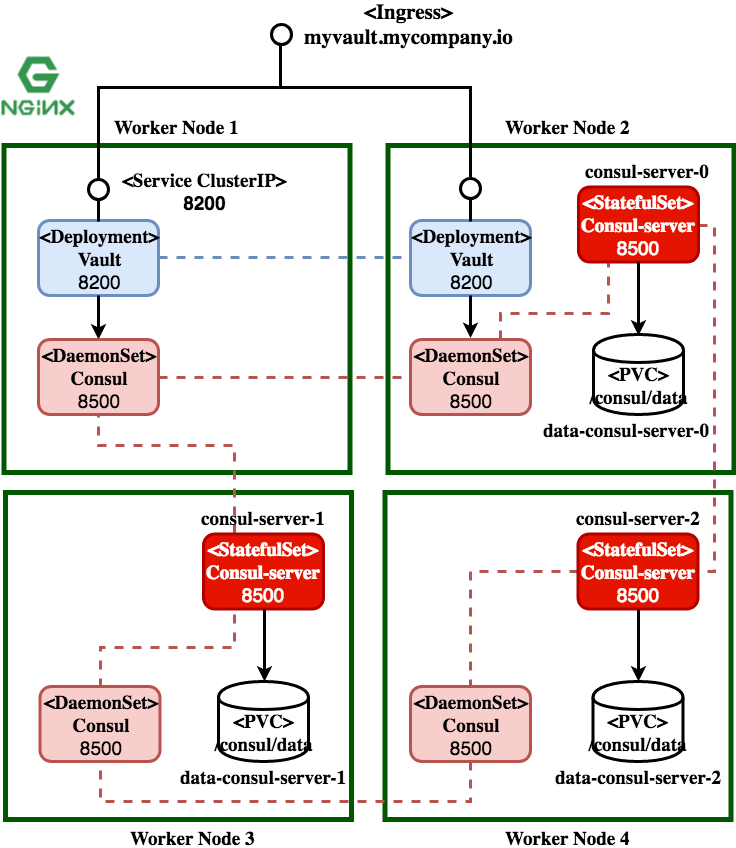 <Ingress>
myvault.mycompany.io
NGiNX
Worker Node 1
Worker Node 2
<Service ClusterIP>
8200
<Deployment>
Vault
8200
<DaemonSet>
Consul
8500
<Deployment>
Vault
8200
<DaemonSet>
Consul
8500
consul-server-0
<StatefulSet>
Consul-server
8500
<PVC>
/consul/data
data-consul-server-0
consul-server-1
<StatefulSet>
Consul-server
8500
<DaemonSet>
Consul
8500
<PVC>
/consul/data
data-consul-server-1
Worker Node 3
consul-server-2
<StatefulSet>
Consul-server
8500
<DaemonSet>
Consul
8500
<PVC>
/consul/data
data-consul-server-2
Worker Node 4